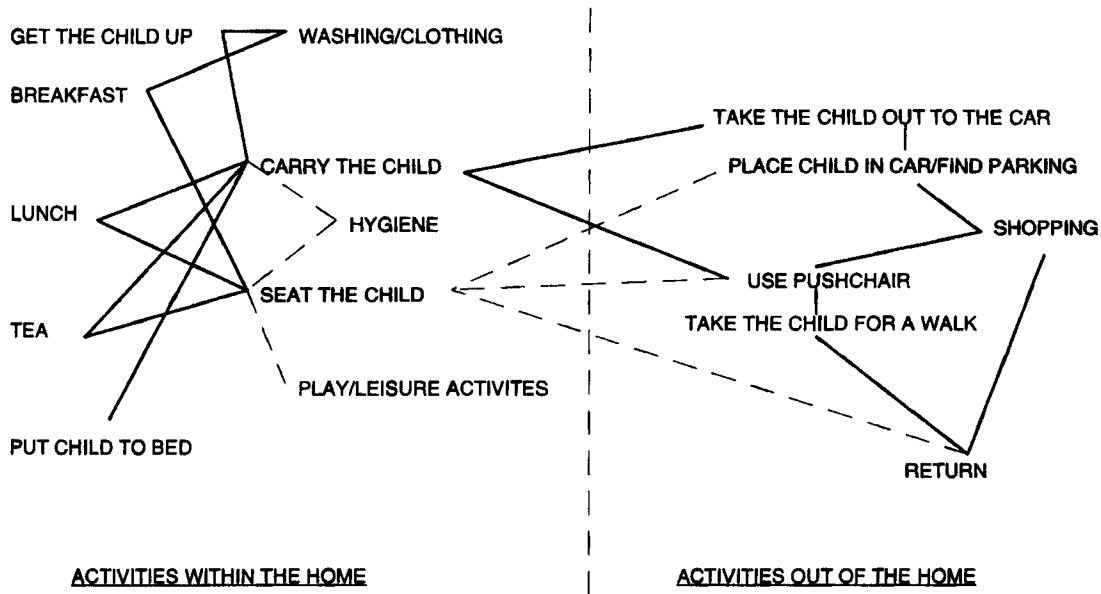 GET THE CHILD UP
WASHING/CLOTHING
BREAKFAST
TAKE THE CHILD OUT TO THE CAR
CARRY THE CHILD
PLACE CHILD IN CAR/FIND PARKING
LUNCH
HYGIENE
SHOPPING
SEAT THE CHILD
USE PUSHCHAIR
TEA
TAKE THE CHILD FOR A WALK
PLAY/LEISURE ACTIVITES
PUT CHILD TO BED
RETURN
ACTIVITIES WITHIN THE HOME
ACTIVITIES OUT OF THE HOME